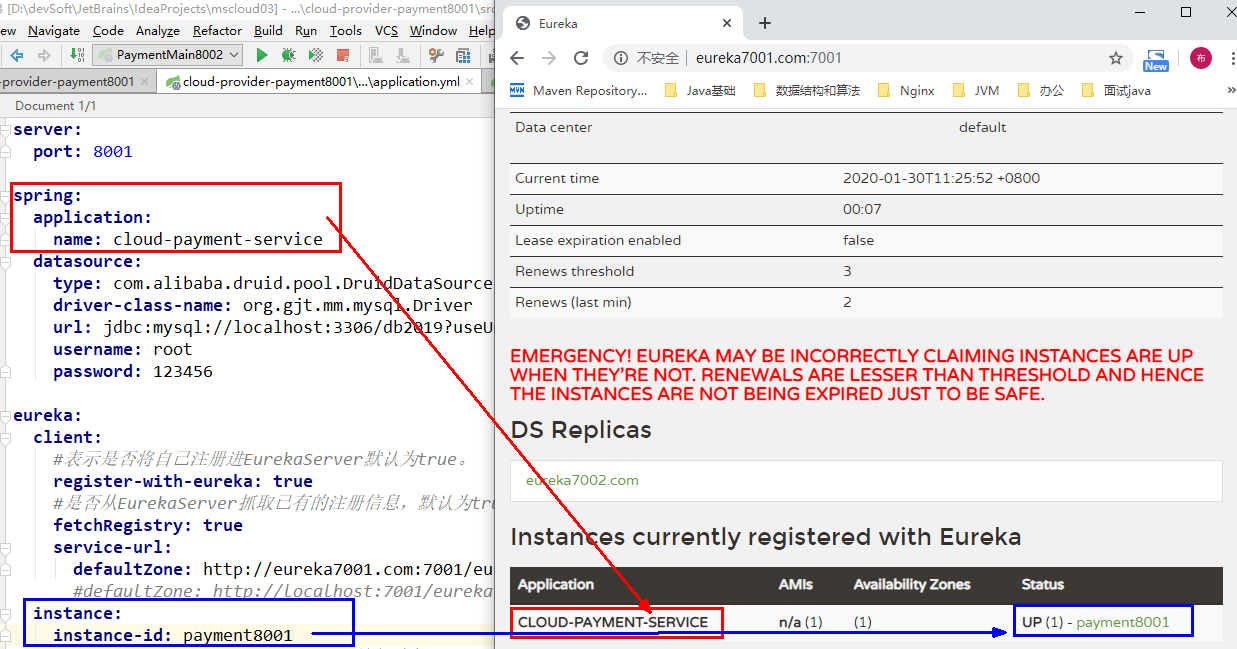 3 [D:\devSoft\JetBrains\IdeaProjects\mscloud03] - ...\cloud-provider-payment8001\src
ew Navigate Code Analyze Refactor Build Run Tools VCS Window Help
PaymentMain8002
-provider-payment8001 × cloud-provider-payment8001\...\application.yml ×
Document 1/1
server:
port: 8001
spring:
application:
name: cloud-payment-service
datasource:
type: com.alibaba.druid.pool.DruidDataSource
driver-class-name: org.gjt.mm.mysql.Driver
url: jdbc:mysql://localhost:3306/db2019?useU
username: root
password: 123456
eureka:
client:
#表示是否将自己注册进EurekaServer默认为true。
register-with-eureka: true
#是否从EurekaServer抓取已有的注册信息，默认为tru
fetchRegistry: true
service-url:
defaultZone: http://eureka7001.com:7001/eu
#defaultZone: http://localhost:7001/eureka
instance:
instance-id: payment8001
Eureka
不安全 | eureka7001.com:7001
New
布
MVN Maven Repository... Java基础 数据结构和算法 Nginx JVM 办公 面试java »
Data center default
Current time 2020-01-30T11:25:52 +0800
Uptime 00:07
Lease expiration enabled false
Renews threshold 3
Renews (last min) 2
EMERGENCY! EUREKA MAY BE INCORRECTLY CLAIMING INSTANCES ARE UP
WHEN THEY'RE NOT. RENEWALS ARE LESSER THAN THRESHOLD AND HENCE
THE INSTANCES ARE NOT BEING EXPIRED JUST TO BE SAFE.
DS Replicas
eureka7002.com
Instances currently registered with Eureka
Application AMIs Availability Zones Status
CLOUD-PAYMENT-SERVICE n/a (1) (1) UP (1) - payment8001